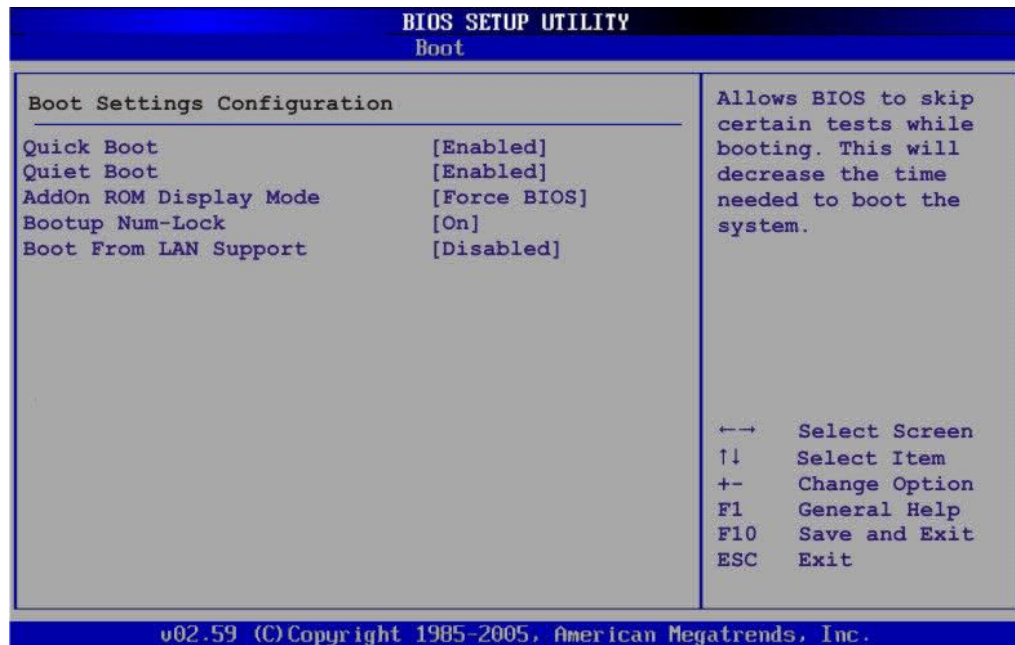 BIOS SETUP UTILITY
Boot
Boot Settings Configuration
Quick Boot [Enabled]
Quiet Boot [Enabled]
AddOn ROM Display Mode [Force BIOS]
Bootup Num-Lock [On]
Boot From LAN Support [Disabled]
Allows BIOS to skip
certain tests while
booting. This will
decrease the time
needed to boot the
system.
←→ Select Screen
↑↓ Select Item
+- Change Option
F1 General Help
F10 Save and Exit
ESC Exit
v02.59 (C)Copyright 1985-2005, American Megatrends, Inc.